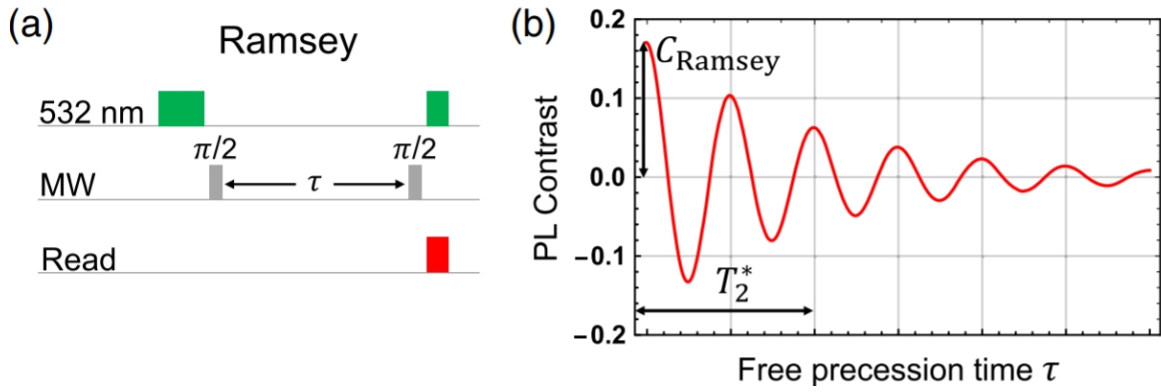 (a)
Ramsey
532 nm
π/2 π/2
MW
τ
Read
(b)
0.2
0.1
0.0
−0.1
−0.2
PL Contrast
C_Ramsey
T_2^*
Free precession time τ